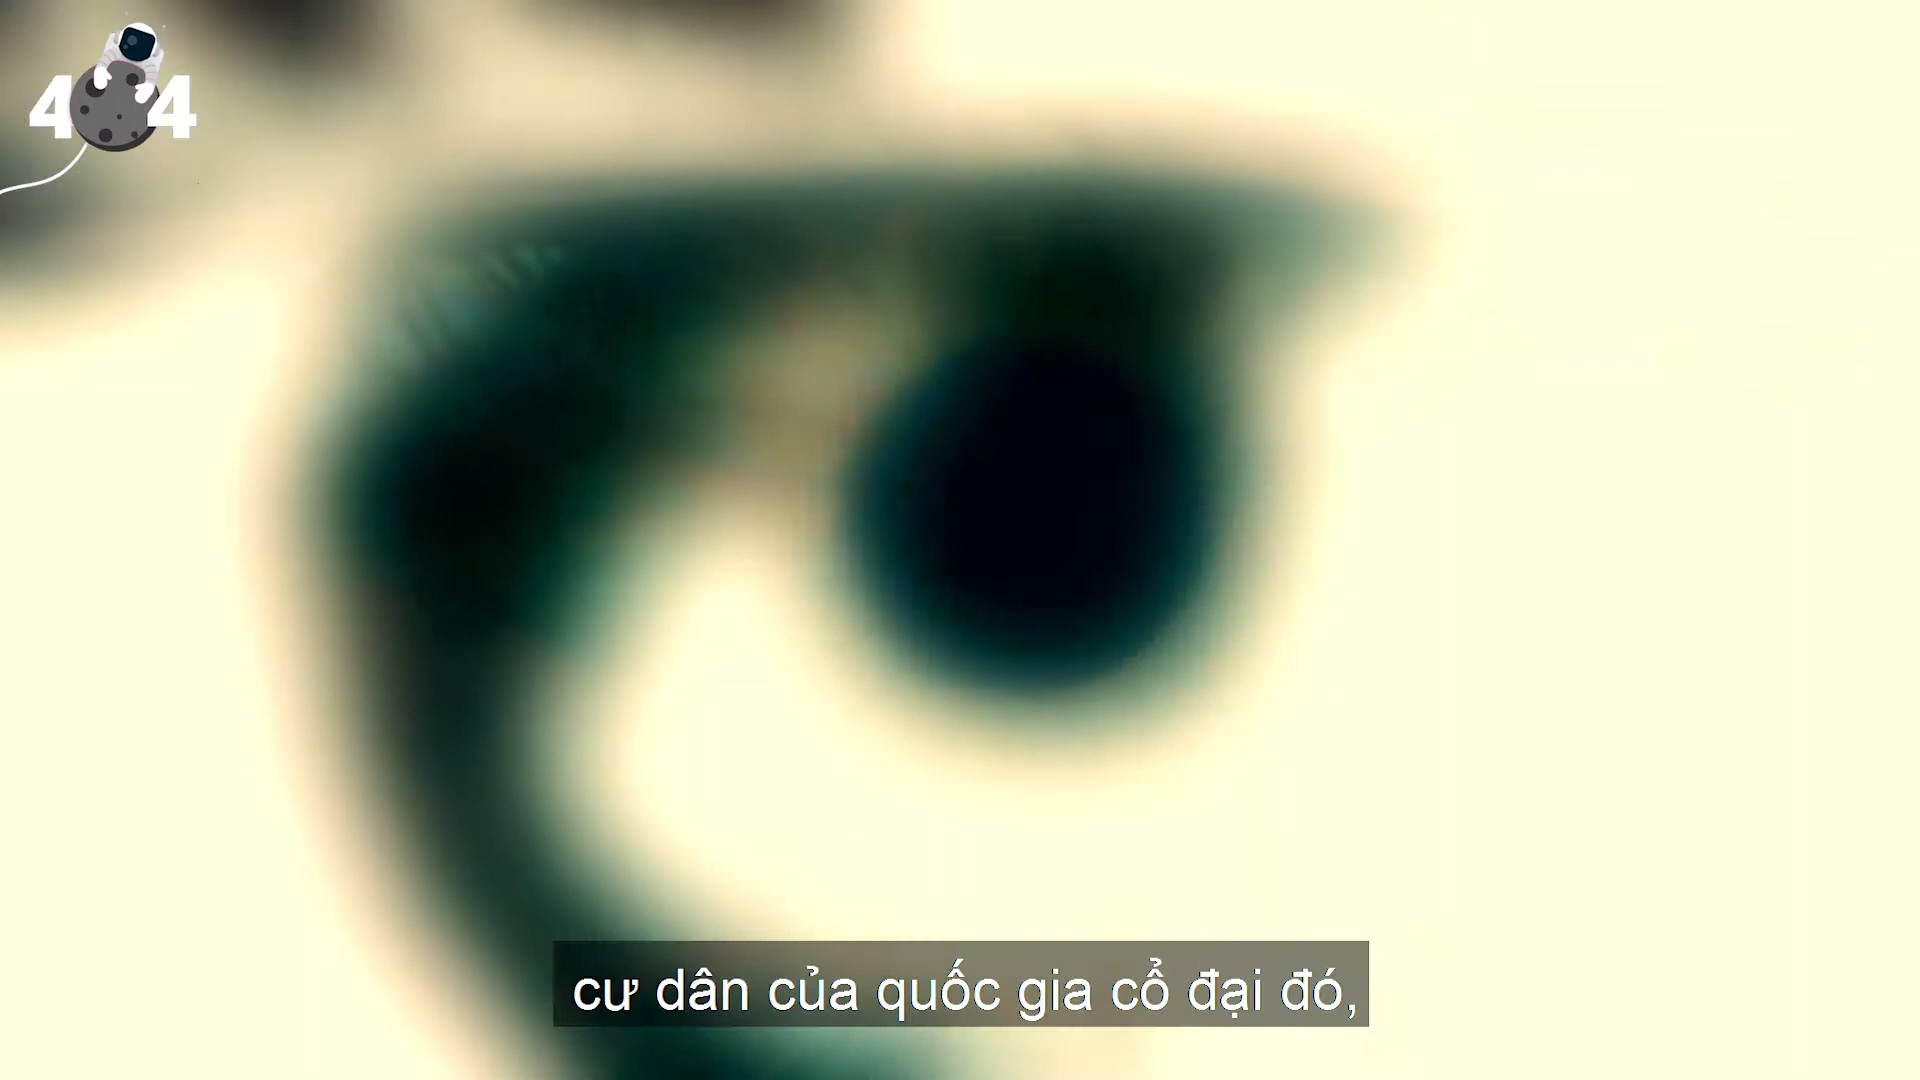 4 4
cư dân của quốc gia cổ đại đó,